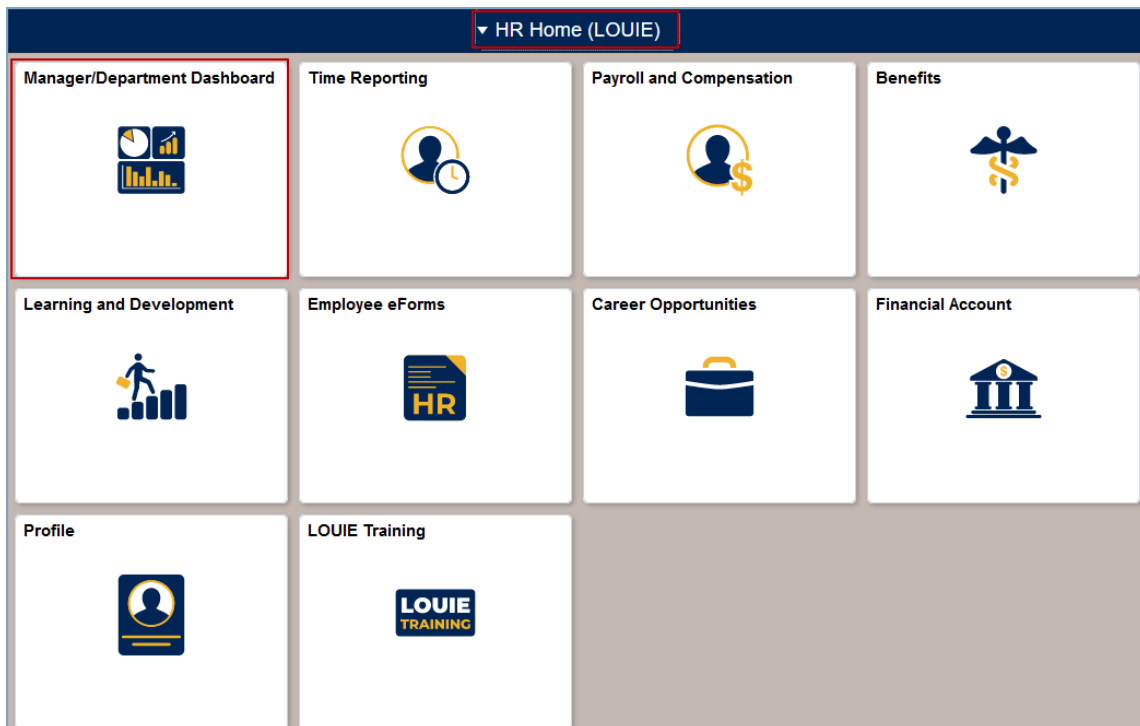 HR Home (LOUIE)
Manager/Department Dashboard
Time Reporting
Payroll and Compensation
$
Benefits
Learning and Development
Employee eForms
HR
Career Opportunities
Financial Account
$
Profile
LOUIE Training
LOUIE
TRAINING